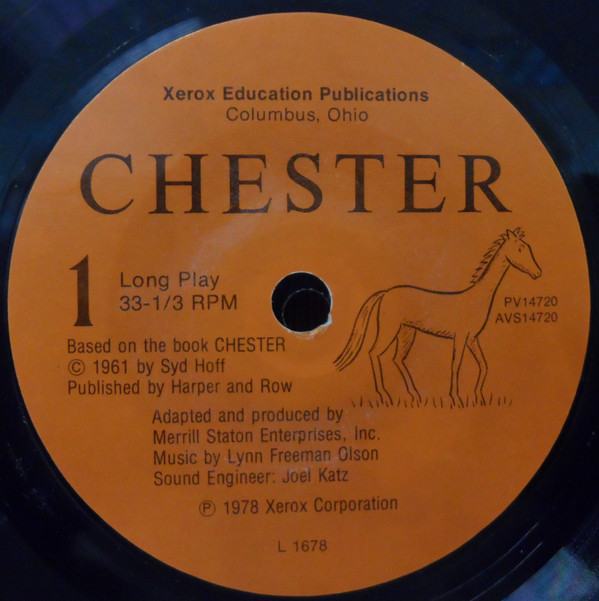 Xerox Education Publications
Columbus, Ohio
CHESTER
1
Long Play
33-1/3 RPM
PV14720
AVS14720
Based on the book CHESTER
© 1961 by Syd Hoff
Published by Harper and Row
Adapted and produced by
Merrill Staton Enterprises, Inc.
Music by Lynn Freeman Olson
Sound Engineer: Joel Katz
℗ 1978 Xerox Corporation
L 1678